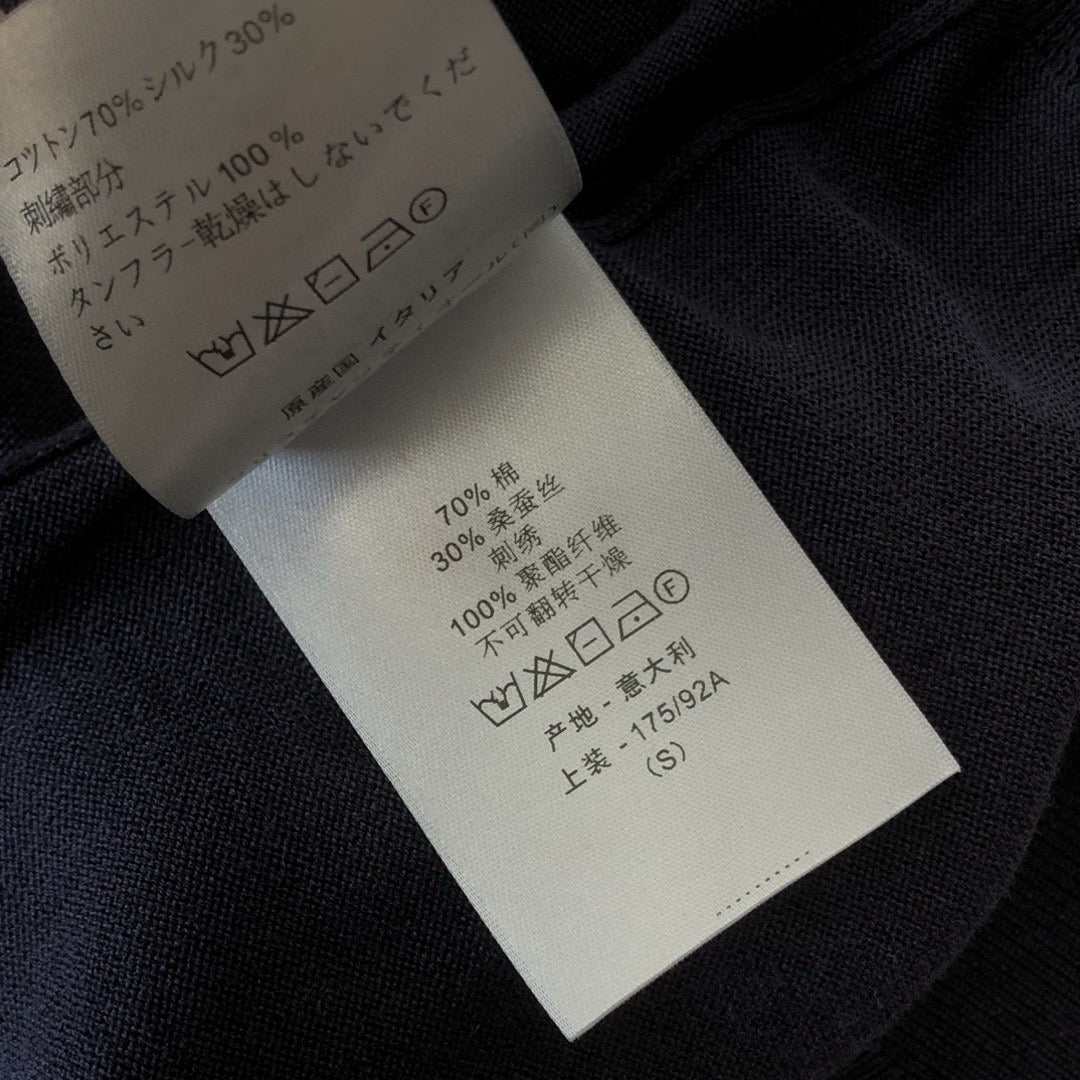 コットン70%シルク30%
刺繍部分
ポリエステル100%
タンフラー乾燥はしないでくだ
さい
F
原産国 イタリア
70% 棉
30% 桑蚕丝
刺绣
100% 聚酯纤维
不可翻转干燥
F
产地 - 意大利
上装 - 175/92A
(S)